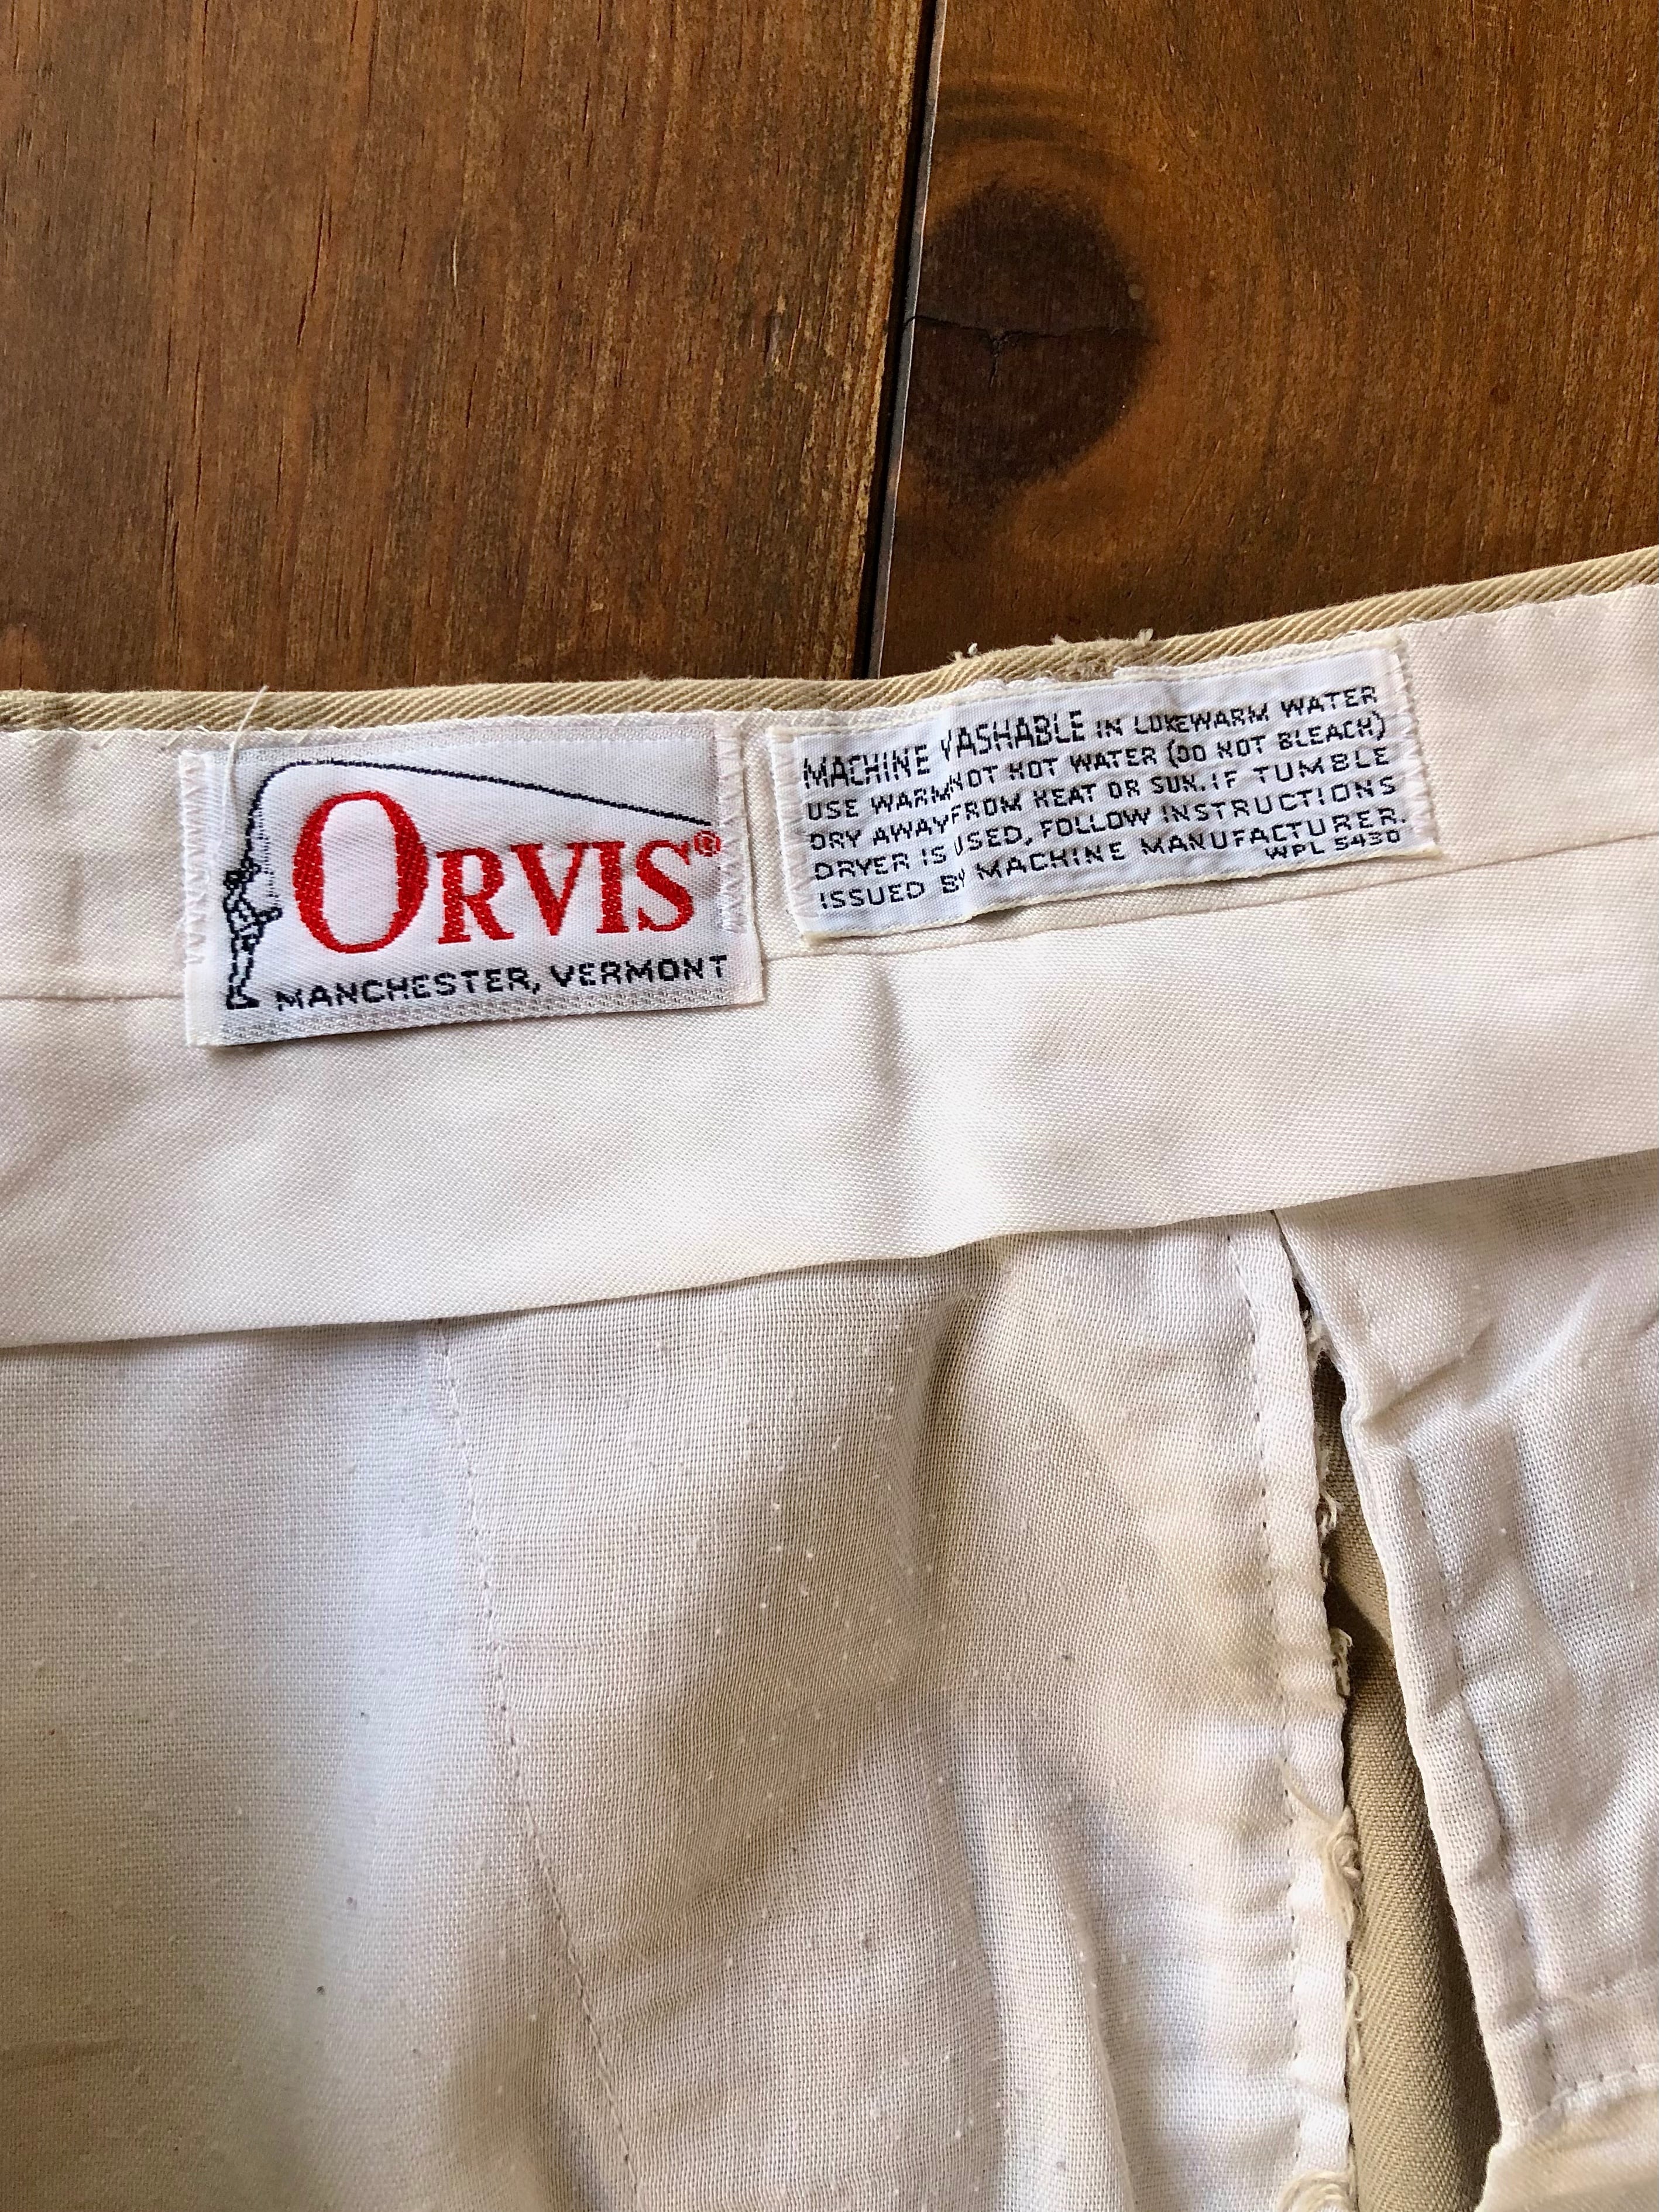 ORVIS®
MANCHESTER, VERMONT
MACHINE WASHABLE IN LUKEWARM WATER
USE WARM NOT HOT WATER (DO NOT BLEACH)
DRY AWAY FROM HEAT OR SUN. IF TUMBLE
DRYER IS USED, FOLLOW INSTRUCTIONS
ISSUED BY MACHINE MANUFACTURER.
WPL 5430